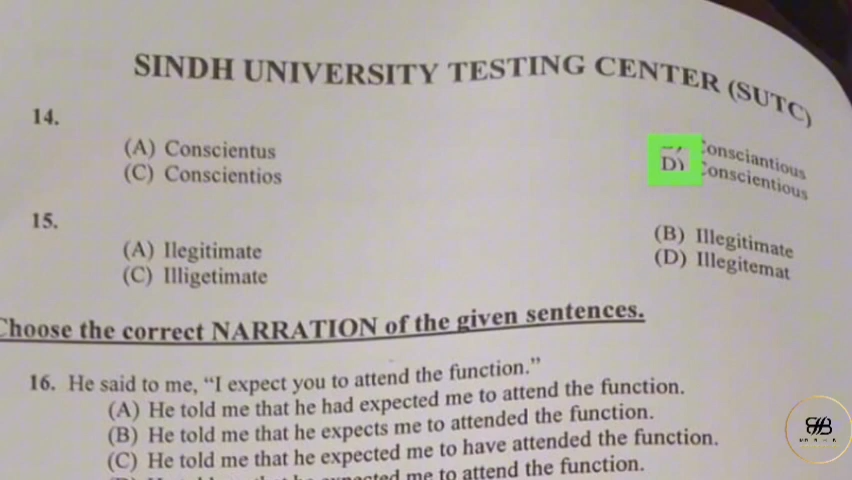 SINDH UNIVERSITY TESTING CENTER (SUTC)
14.
(A) Conscientus
Consciantious
(C) Conscientios
D) Conscientious
15.
(A) Ilegitimate
(B) Illegitimate
(C) Illigetimate
(D) Illegitemat
Choose the correct NARRATION of the given sentences.
16. He said to me, “I expect you to attend the function.”
(A) He told me that he had expected me to attend the function.
(B) He told me that he expects me to attended the function.
(C) He told me that he expected me to have attended the function.
me to attend the function.